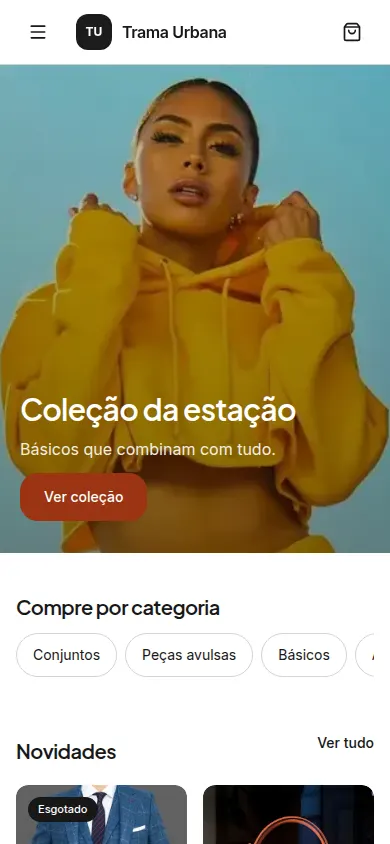 TU
Trama Urbana
Coleção da estação
Básicos que combinam com tudo.
Ver coleção
Compre por categoria
Conjuntos
Peças avulsas
Básicos
Novidades
Ver tudo
Esgotado